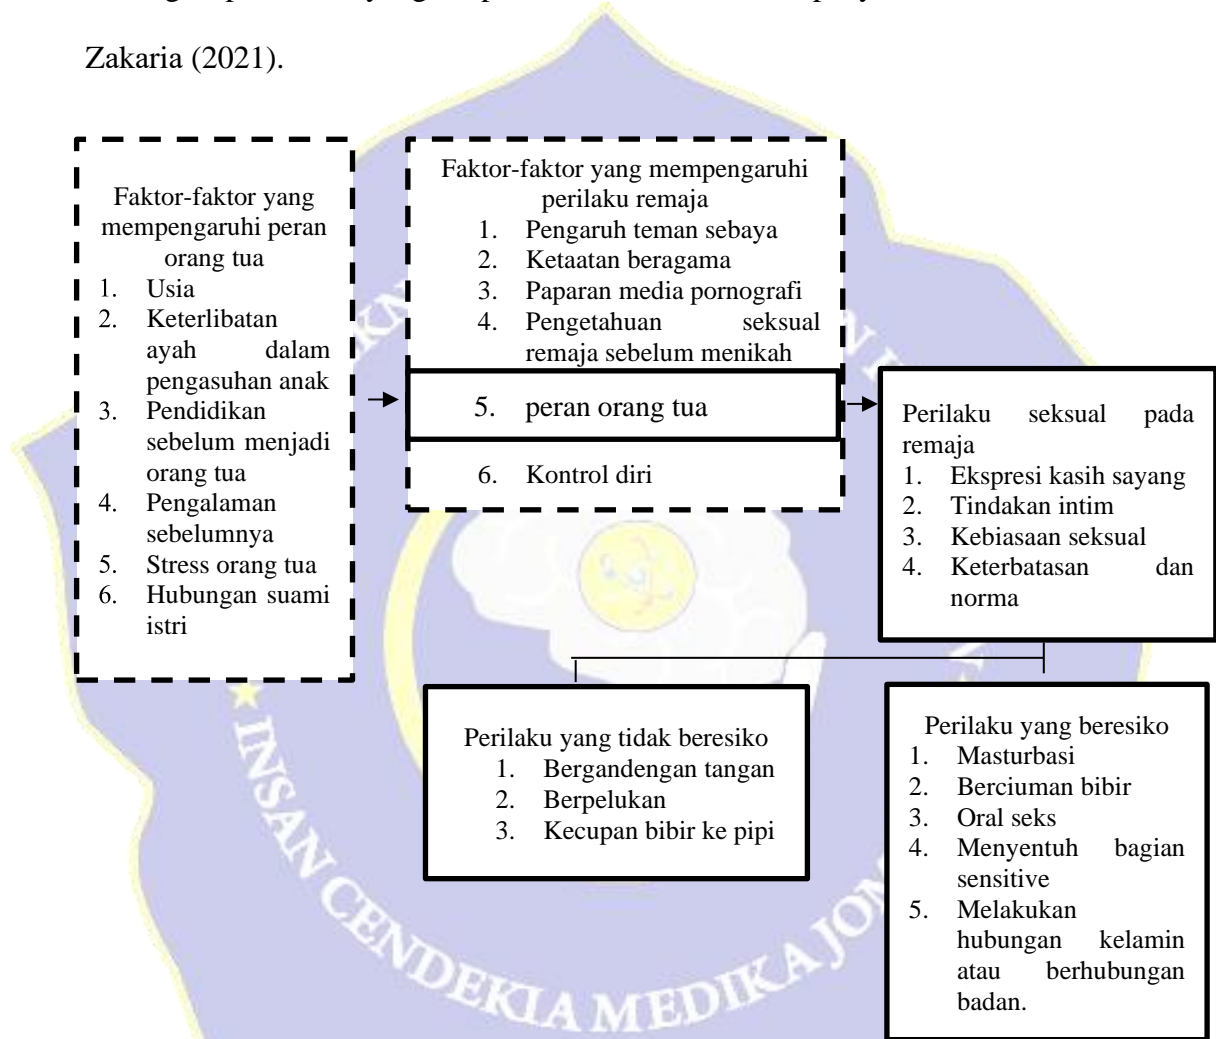 Zakaria (2021).
Faktor-faktor yang
mempengaruhi peran
orang tua
1. Usia
2. Keterlibatan
ayah dalam
pengasuhan anak
3. Pendidikan
sebelum menjadi
orang tua
4. Pengalaman
sebelumnya
5. Stress orang tua
6. Hubungan suami
istri
Faktor-faktor yang mempengaruhi
perilaku remaja
1. Pengaruh teman sebaya
2. Ketaatan beragama
3. Paparan media pornografi
4. Pengetahuan seksual
remaja sebelum menikah
5. peran orang tua
6. Kontrol diri
Perilaku seksual pada
remaja
1. Ekspresi kasih sayang
2. Tindakan intim
3. Kebiasaan seksual
4. Keterbatasan dan
norma
Perilaku yang tidak beresiko
1. Bergandengan tangan
2. Berpelukan
3. Kecupan bibir ke pipi
Perilaku yang beresiko
1. Masturbasi
2. Berciuman bibir
3. Oral seks
4. Menyentuh bagian
sensitive
5. Melakukan
hubungan kelamin
atau berhubungan
badan.
INSAN CENDEKIA MEDIKA